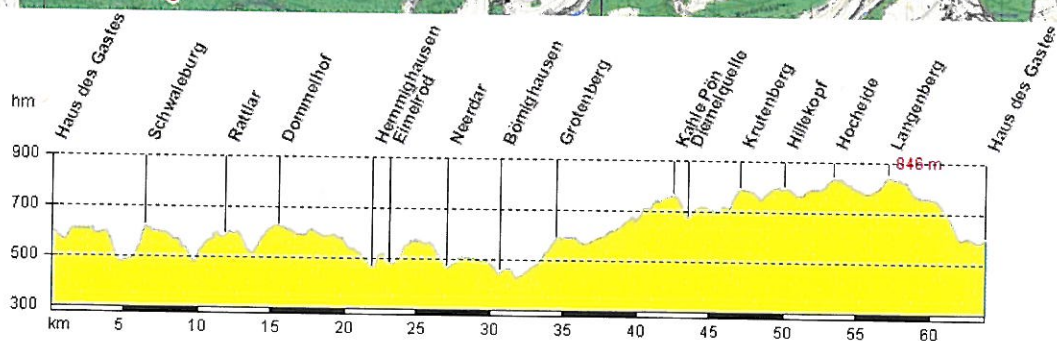 Haus des Gastes
Schwaleburg
Rattlar
Dommelhof
Hemmighausen
Eimelrod
Neerdar
Bömighausen
Grotenberg
Kahle Pön
Diemelquelle
Krutenberg
Hillekopf
Hocheide
Langenberg
Haus des Gastes
hm
900
846 m
700
500
300
km 5 10 15 20 25 30 35 40 45 50 55 60